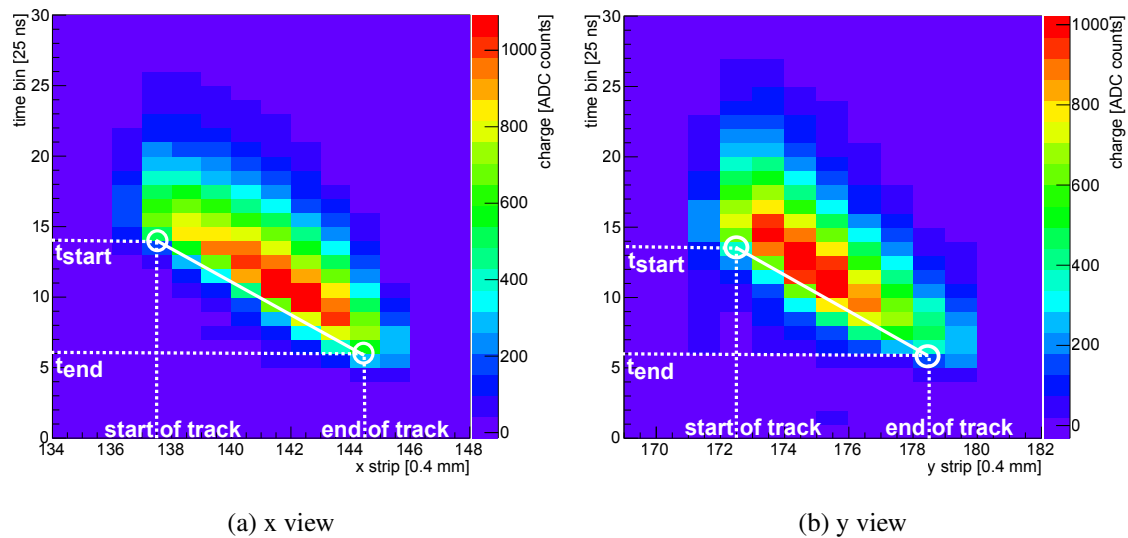 time bin [25 ns]
30
25
20
15
10
5
0
tstart
tend
start of track
end of track
134
136
138
140
142
144
146
148
x strip [0.4 mm]
1000
800
600
400
200
0
charge [ADC counts]
(a) x view
time bin [25 ns]
30
25
20
15
10
5
0
tstart
tend
start of track
end of track
170
172
174
176
178
180
182
y strip [0.4 mm]
1000
800
600
400
200
0
charge [ADC counts]
(b) y view